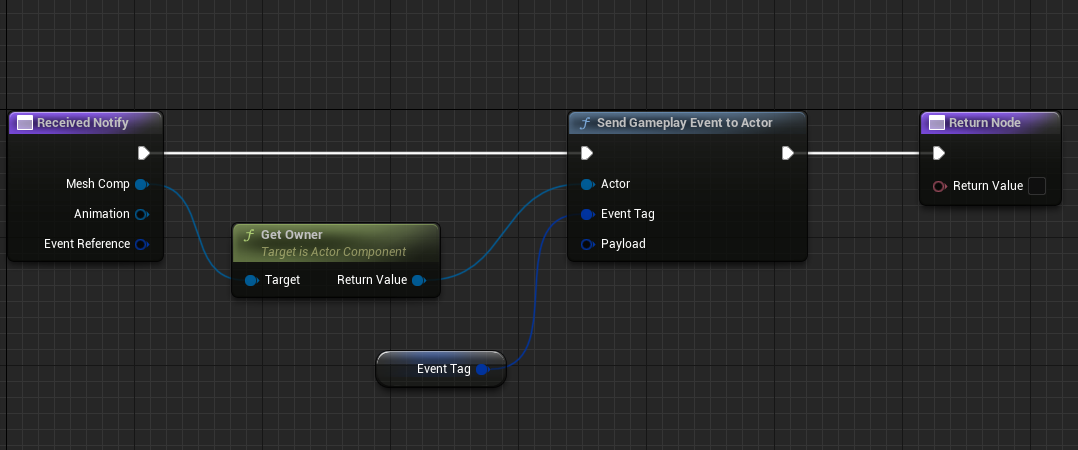 Received Notify
Mesh Comp
Animation
Event Reference
f Get Owner
Target is Actor Component
Target
Return Value
Event Tag
f Send Gameplay Event to Actor
Actor
Event Tag
Payload
Return Node
Return Value